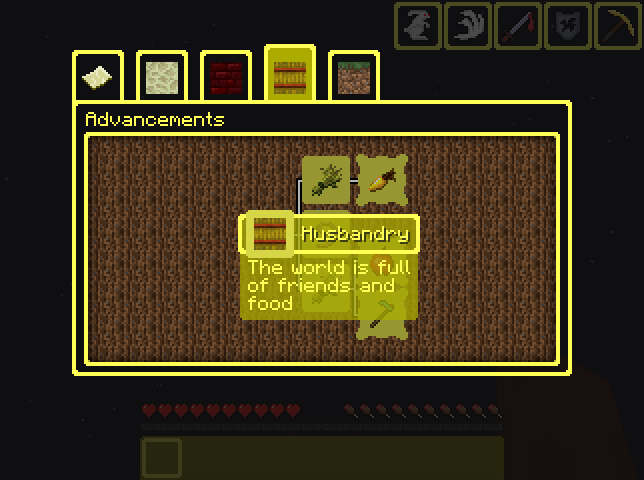 Advancements
Husbandry
The world is full
of friends and
food